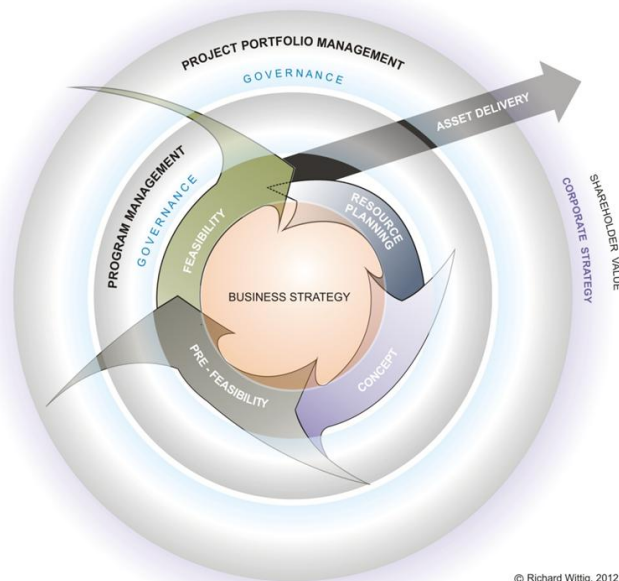 PROJECT PORTFOLIO MANAGEMENT
GOVERNANCE
ASSET DELIVERY
PROGRAM MANAGEMENT
GOVERNANCE
FEASIBILITY
RESOURCE
PLANNING
SHAREHOLDER VALUE
CORPORATE STRATEGY
BUSINESS STRATEGY
PRE - FEASIBILITY
CONCEPT
© Richard Wittig, 2012